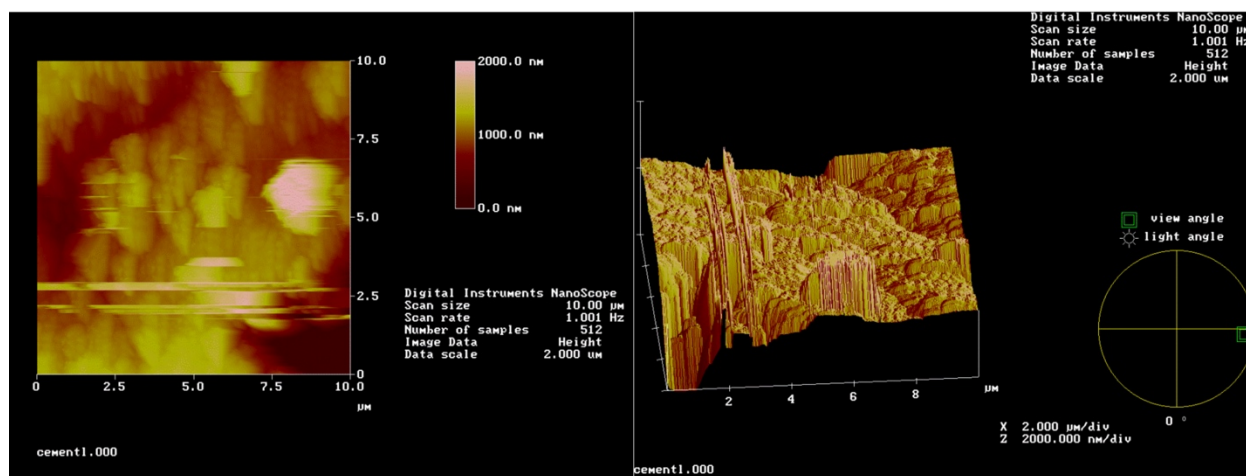 10.0
7.5
5.0
2.5
0
0 2.5 5.0 7.5 10.0
µm
2000.0 nm
1000.0 nm
0.0 nm
Digital Instruments NanoScope
Scan size 10.00 µm
Scan rate 1.001 Hz
Number of samples 512
Image Data Height
Data scale 2.000 um
cement1.000
Digital Instruments NanoScope
Scan size 10.00 µm
Scan rate 1.001 Hz
Number of samples 512
Image Data Height
Data scale 2.000 um
view angle
light angle
2 4 6 8 µm
X 2.000 µm/div
Z 2000.000 nm/div
0 °
cement1.000